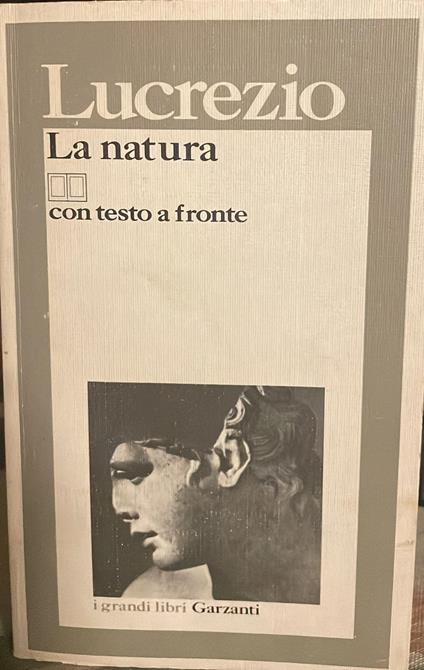 Lucrezio
La natura
con testo a fronte
i grandi libri Garzanti